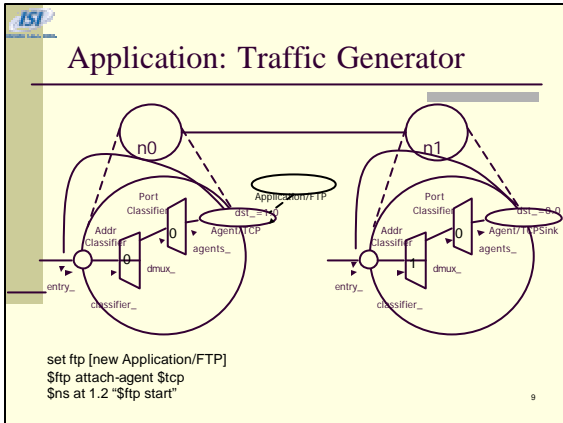 ISI
Application: Traffic Generator
n0
n1
Application/FTP
Port
Classifier
dst_=1.0
Addr
Classifier
0
Agent/TCP
0
agents_
dmux_
entry_
classifier_
Port
Classifier
dst_=0.0
Addr
Classifier
0
Agent/TCPSink
1
agents_
dmux_
entry_
classifier_
set ftp [new Application/FTP]
$ftp attach-agent $tcp
$ns at 1.2 “$ftp start”
9